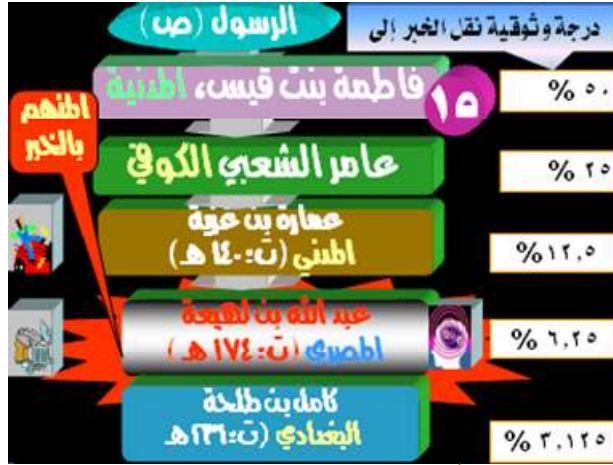 الرسول (ص)
درجة وثوقية نقل الخبر إلى
فاطمة بنت قيس، المدنية
١٥
% ٥٠
المتهم
بالخبر
عامر الشعبي الكوفي
% ٢٥
عمارة بن غزية
المدني (ت: ١٤٠ هـ)
% ١٢,٥
عبد الله بن لهيعة
المصري (ت: ١٧٤ هـ)
% ٦,٢٥
كامل بن طلحة
البغدادي (ت: ٢٣١ هـ
% ٣,١٢٥